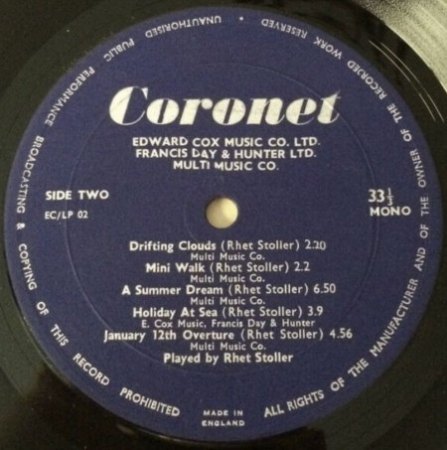 Coronet
EDWARD COX MUSIC CO. LTD.
FRANCIS DAY & HUNTER LTD.
MULTI MUSIC CO.
SIDE TWO
EC/LP 02
33⅓
MONO
Drifting Clouds (Rhet Stoller) 2.20
Multi Music Co.
Mini Walk (Rhet Stoller) 2.2
Multi Music Co.
A Summer Dream (Rhet Stoller) 6.50
Multi Music Co.
Holiday At Sea (Rhet Stoller) 3.9
E. Cox Music, Francis Day & Hunter
January 12th Overture (Rhet Stoller) 4.56
Multi Music Co.
Played by Rhet Stoller
MADE IN
ENGLAND
ALL RIGHTS OF THE MANUFACTURER AND OF THE OWNER OF THE RECORDED WORK RESERVED. UNAUTHORISED PUBLIC PERFORMANCE BROADCASTING & COPYING OF THIS RECORD PROHIBITED